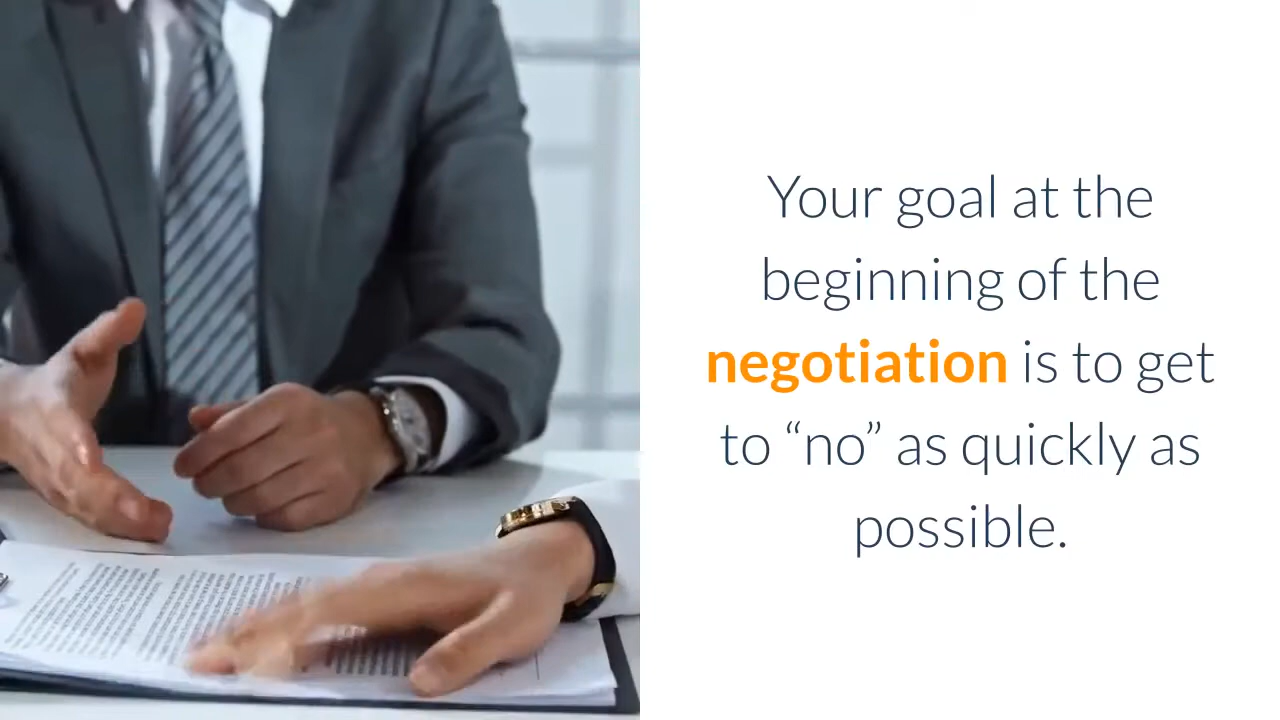 Your goal at the
beginning of the
negotiation is to get
to “no” as quickly as
possible.